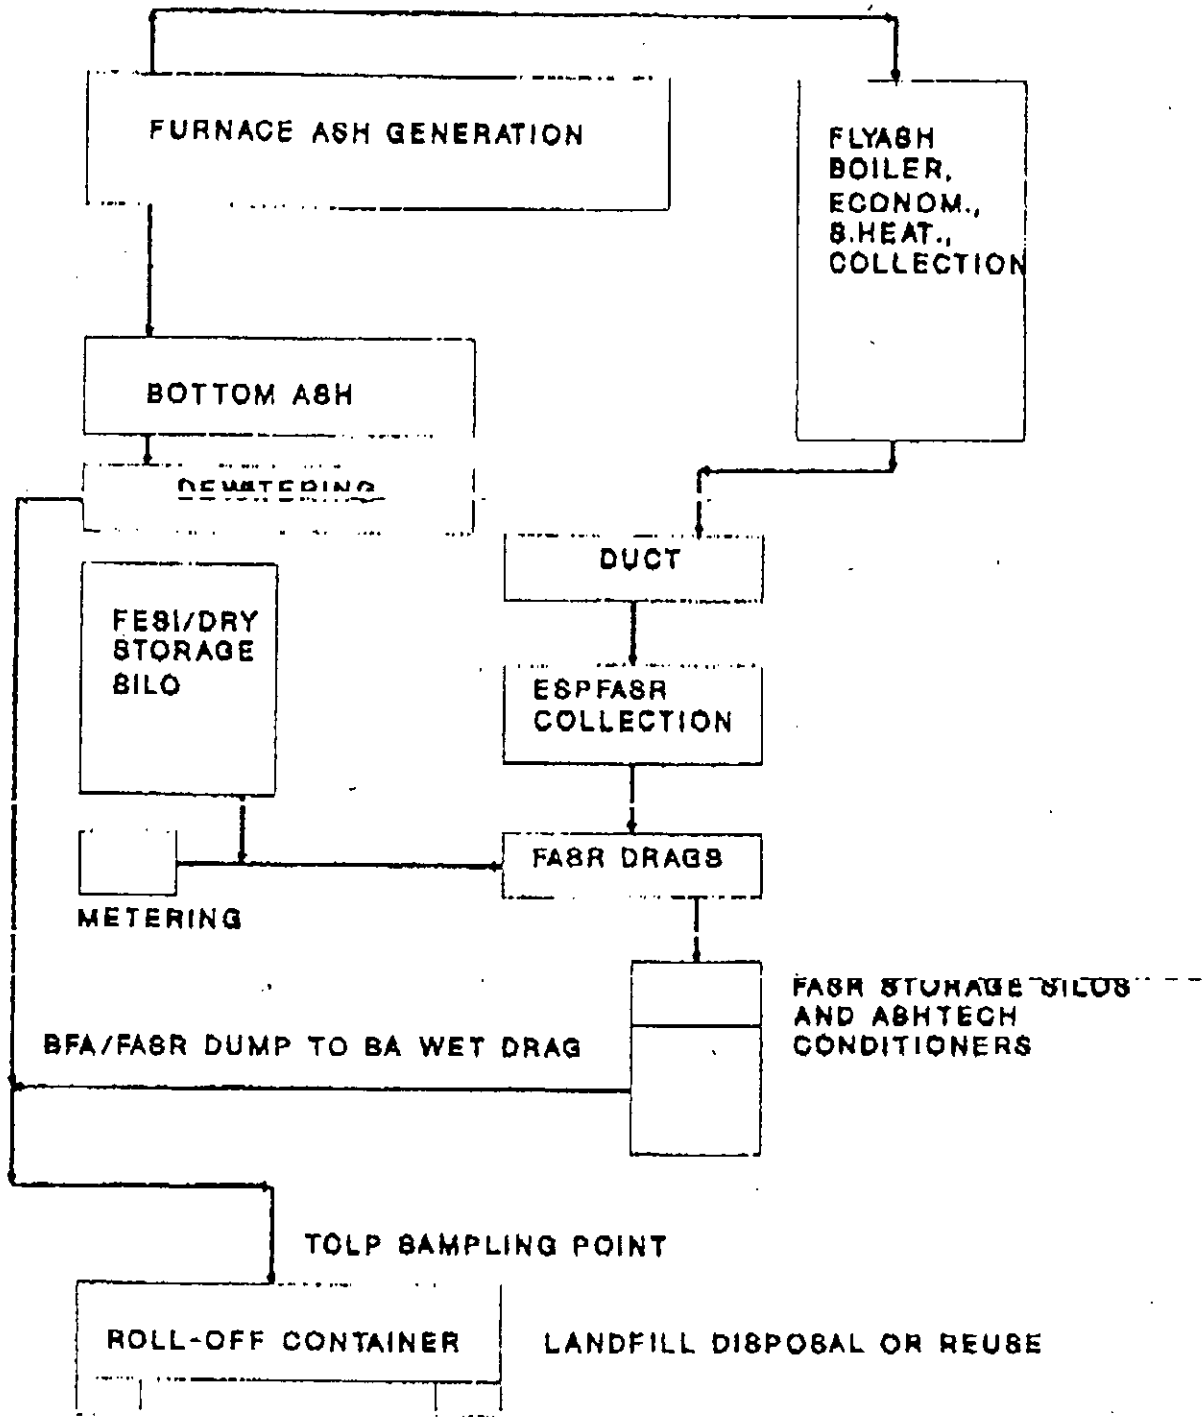 FURNACE ASH GENERATION
FLYASH
BOILER,
ECONOM.,
S.HEAT.,
COLLECTION
BOTTOM ASH
DEWATERING
DUCT
FESI/DRY
STORAGE
SILO
ESPFASR
COLLECTION
FASR DRAGS
METERING
FASR STORAGE SILOS
AND ASHTECH
CONDITIONERS
BFA/FASR DUMP TO BA WET DRAG
TCLP SAMPLING POINT
ROLL-OFF CONTAINER
LANDFILL DISPOSAL OR REUSE